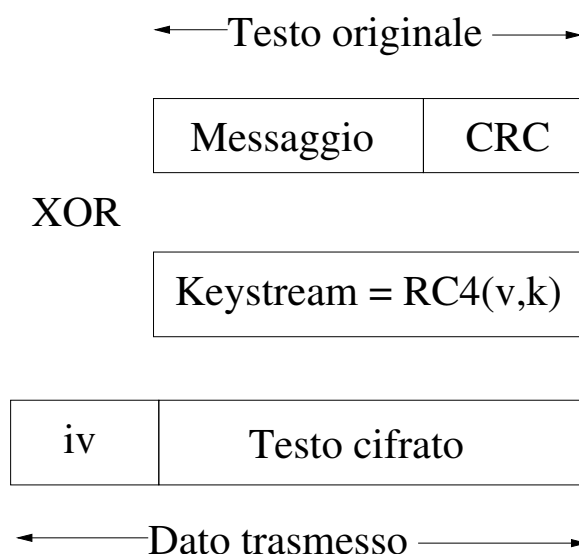 Testo originale
Messaggio CRC
XOR
Keystream = RC4(v,k)
iv Testo cifrato
Dato trasmesso